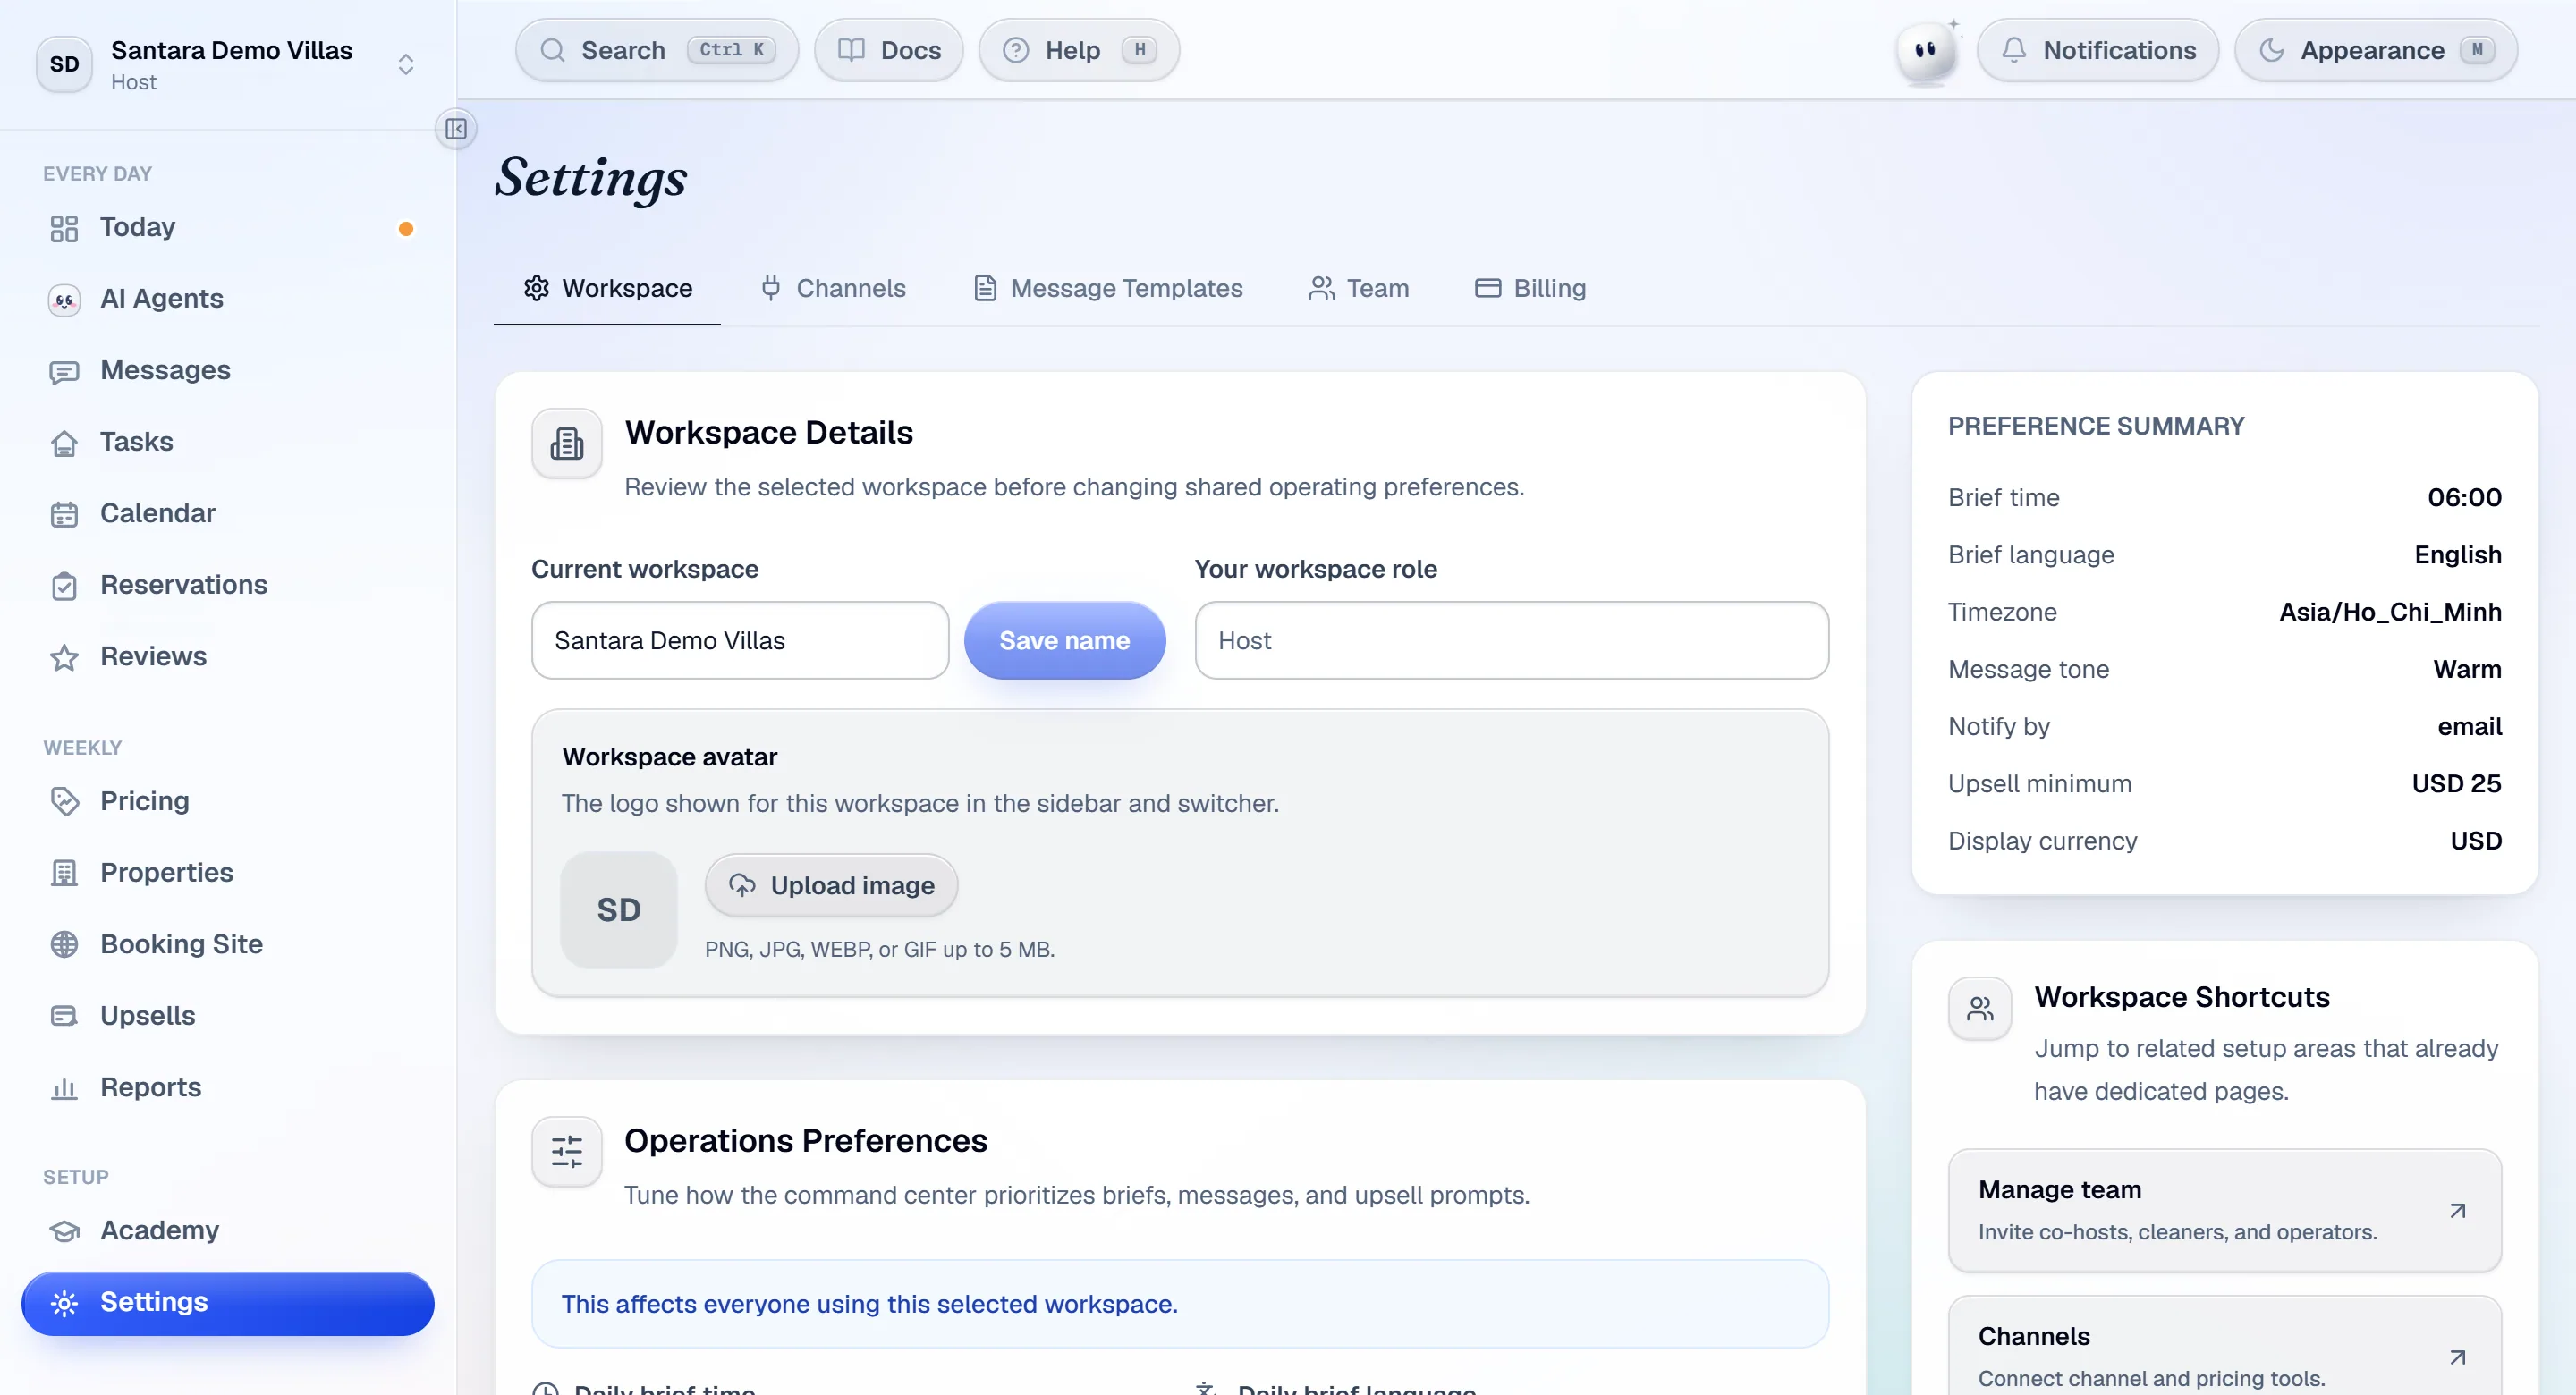 SD
Santara Demo Villas
Host
EVERY DAY
Today
AI Agents
Messages
Tasks
Calendar
Reservations
Reviews
WEEKLY
Pricing
Properties
Booking Site
Upsells
Reports
SETUP
Academy
Settings
Search Ctrl K
Docs
Help H
Notifications
Appearance M
Settings
Workspace
Channels
Message Templates
Team
Billing
Workspace Details
Review the selected workspace before changing shared operating preferences.
Current workspace
Santara Demo Villas
Save name
Your workspace role
Host
Workspace avatar
The logo shown for this workspace in the sidebar and switcher.
SD
Upload image
PNG, JPG, WEBP, or GIF up to 5 MB.
Operations Preferences
Tune how the command center prioritizes briefs, messages, and upsell prompts.
This affects everyone using this selected workspace.
Daily brief time
Daily brief language
PREFERENCE SUMMARY
Brief time 06:00
Brief language English
Timezone Asia/Ho_Chi_Minh
Message tone Warm
Notify by email
Upsell minimum USD 25
Display currency USD
Workspace Shortcuts
Jump to related setup areas that already
have dedicated pages.
Manage team
Invite co-hosts, cleaners, and operators.
Channels
Connect channel and pricing tools.